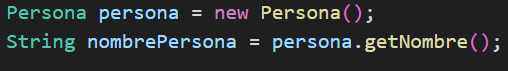 Persona persona = new Persona();
String nombrePersona = persona.getNombre();